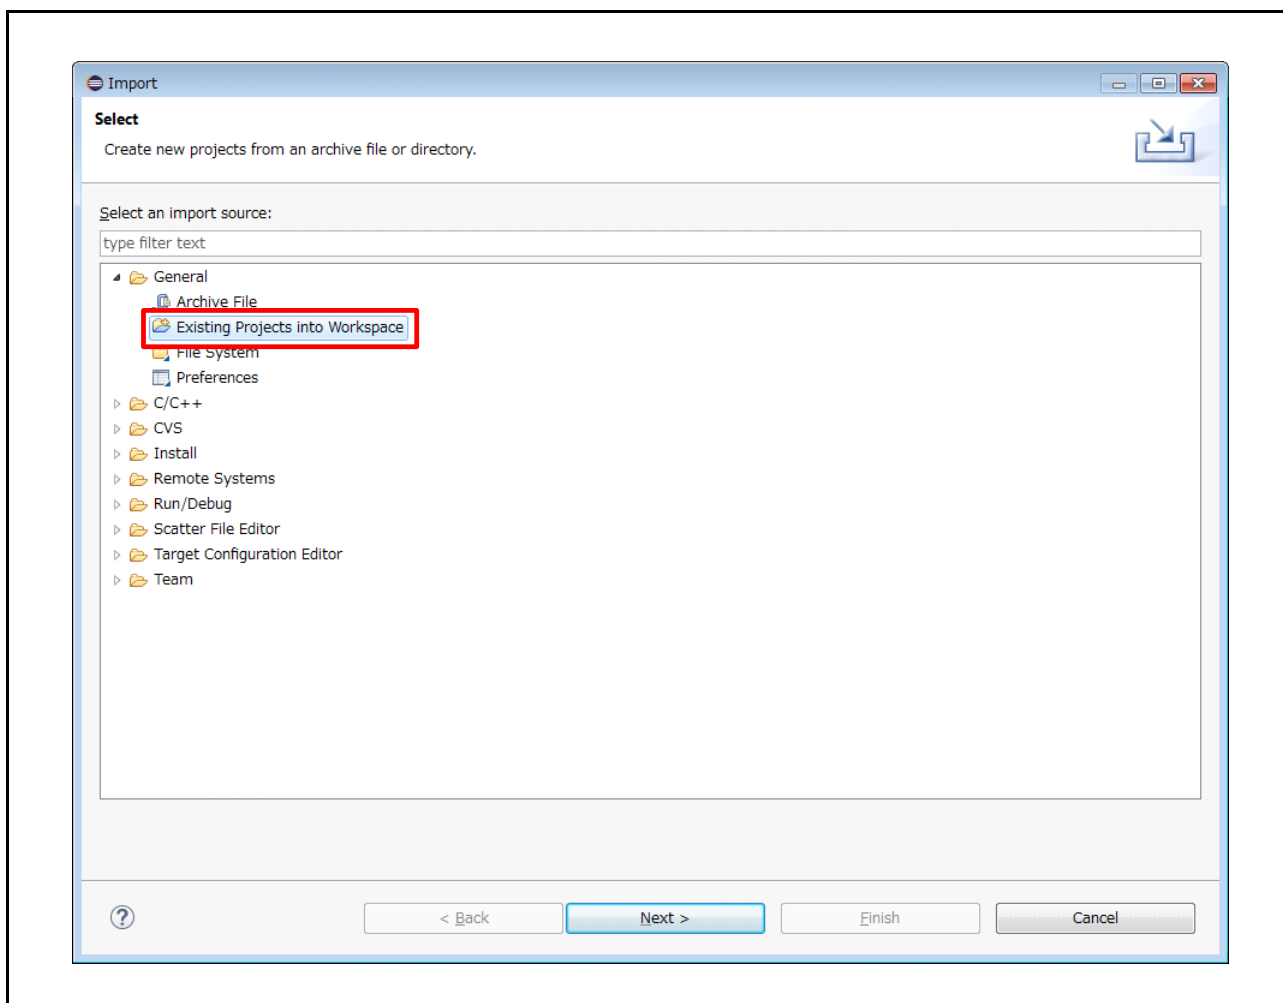 Import
Select
Create new projects from an archive file or directory.
Select an import source:
type filter text
General
Archive File
Existing Projects into Workspace
File System
Preferences
C/C++
CVS
Install
Remote Systems
Run/Debug
Scatter File Editor
Target Configuration Editor
Team
< Back Next > Finish Cancel